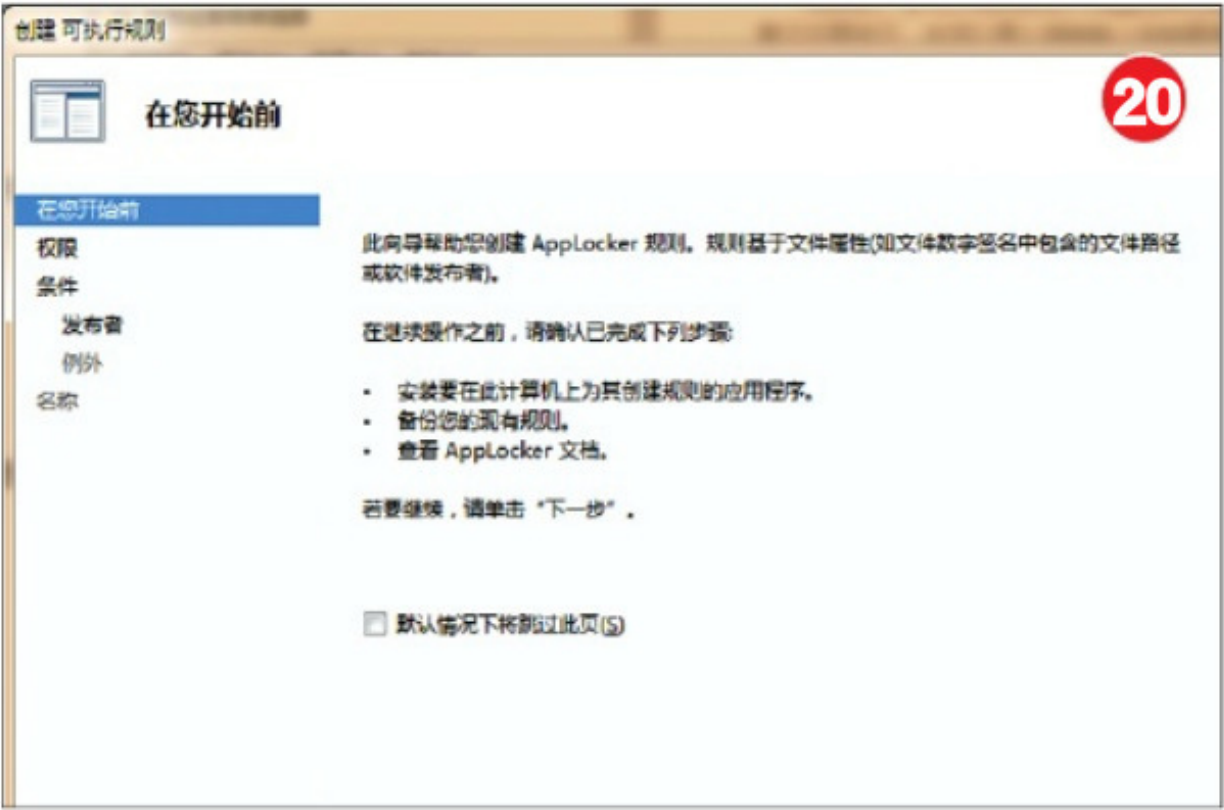 创建 可执行规则
在您开始前
20
在您开始前
权限
条件
发布者
例外
名称
此向导帮助您创建 AppLocker 规则。规则基于文件属性(如文件数字签名中包含的文件路径
或软件发布者)。
在继续操作之前，请确认已完成下列步骤:
• 安装要在此计算机上为其创建规则的应用程序。
• 备份您的现有规则。
• 查看 AppLocker 文档。
若要继续，请单击“下一步”。
默认情况下将跳过此页(S)